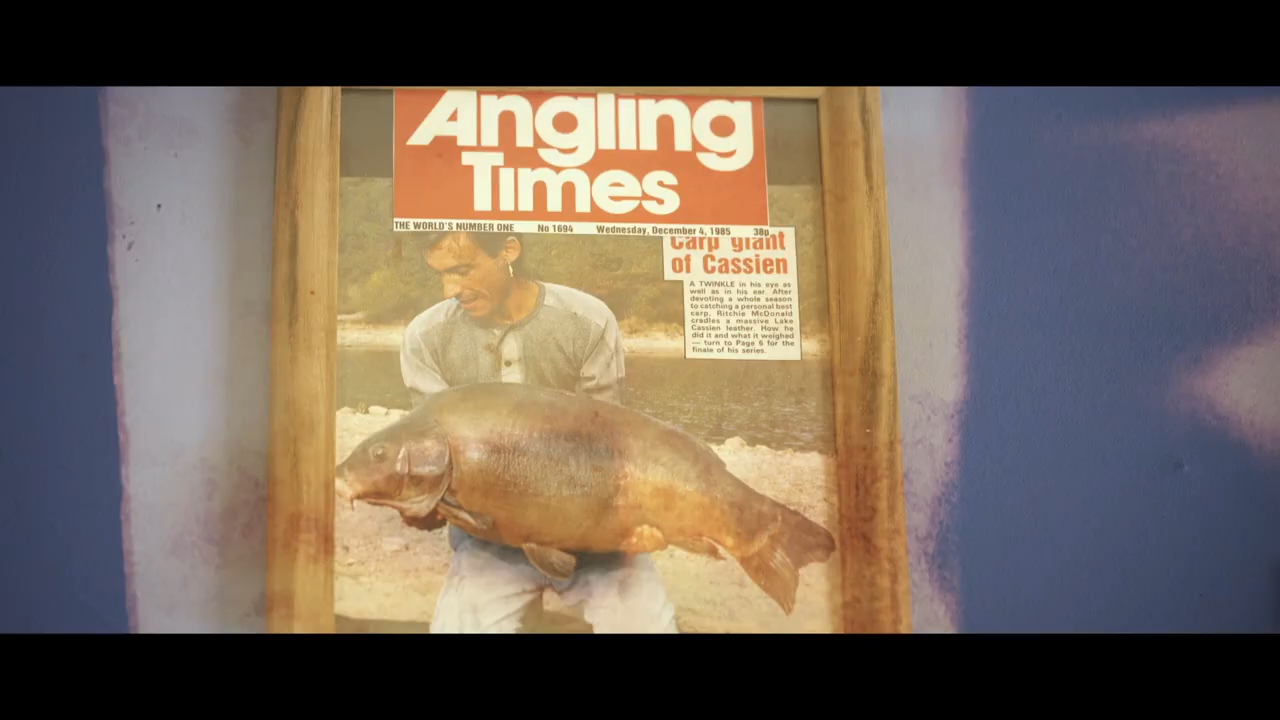 Angling
Times
THE WORLD'S NUMBER ONE No 1694 Wednesday, December 4, 1985 38p
Carp giant
of Cassien
A TWINKLE in his eye as
well as in his ear. After
devoting a whole season
to catching a personal best
carp, Ritchie McDonald
cradles a massive Lake
Cassien leather. How he
did it and what it weighed
— turn to Page 6 for the
finale of his series.